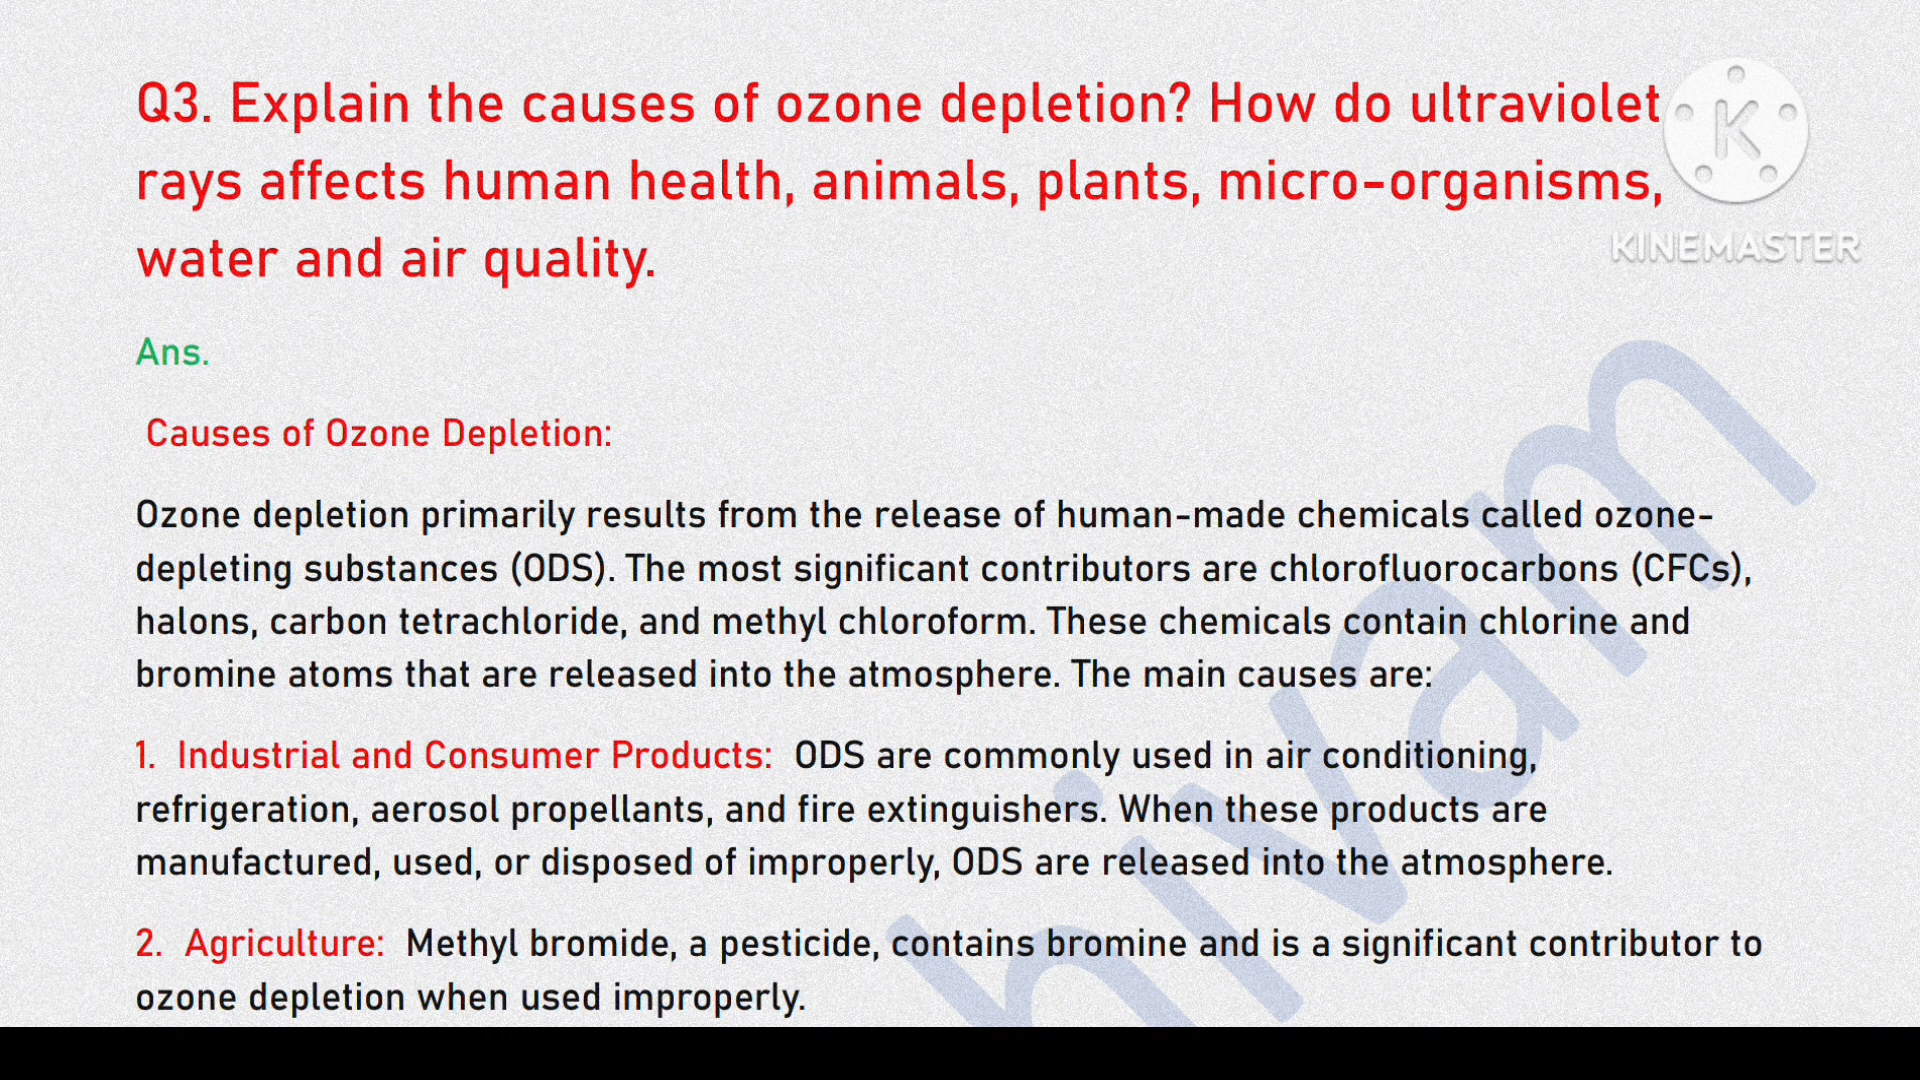 Q3. Explain the causes of ozone depletion? How do ultraviolet
rays affects human health, animals, plants, micro-organisms,
water and air quality.
K
KINEMASTER
Ans.
Causes of Ozone Depletion:
Ozone depletion primarily results from the release of human-made chemicals called ozone-
depleting substances (ODS). The most significant contributors are chlorofluorocarbons (CFCs),
halons, carbon tetrachloride, and methyl chloroform. These chemicals contain chlorine and
bromine atoms that are released into the atmosphere. The main causes are:
1. Industrial and Consumer Products: ODS are commonly used in air conditioning,
refrigeration, aerosol propellants, and fire extinguishers. When these products are
manufactured, used, or disposed of improperly, ODS are released into the atmosphere.
2. Agriculture: Methyl bromide, a pesticide, contains bromine and is a significant contributor to
ozone depletion when used improperly.
hivam